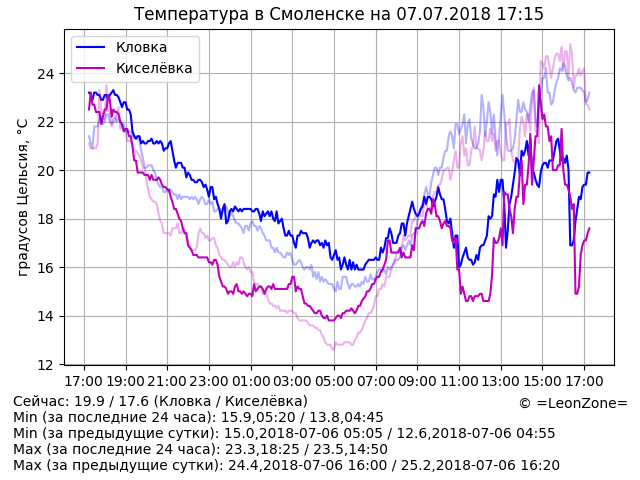 Температура в Смоленске на 07.07.2018 17:15
Кловка
Киселёвка
градусов Цельсия, °C
24
22
20
18
16
14
12
17:00 19:00 21:00 23:00 01:00 03:00 05:00 07:00 09:00 11:00 13:00 15:00 17:00
Сейчас: 19.9 / 17.6 (Кловка / Киселёвка)
© =LeonZone=
Min (за последние 24 часа): 15.9,05:20 / 13.8,04:45
Min (за предыдущие сутки): 15.0,2018-07-06 05:05 / 12.6,2018-07-06 04:55
Max (за последние 24 часа): 23.3,18:25 / 23.5,14:50
Max (за предыдущие сутки): 24.4,2018-07-06 16:00 / 25.2,2018-07-06 16:20